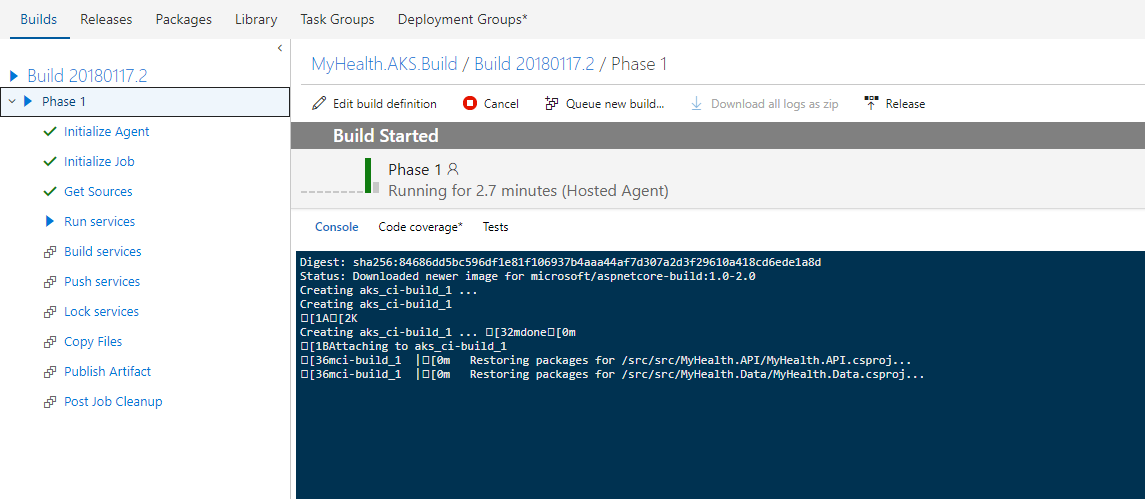 Builds Releases Packages Library Task Groups Deployment Groups*
Build 20180117.2
Phase 1
Initialize Agent
Initialize Job
Get Sources
Run services
Build services
Push services
Lock services
Copy Files
Publish Artifact
Post Job Cleanup
MyHealth.AKS.Build / Build 20180117.2 / Phase 1
Edit build definition Cancel Queue new build... Download all logs as zip Release
Build Started
Phase 1
Running for 2.7 minutes (Hosted Agent)
Console Code coverage* Tests
Digest: sha256:84686dd5bc596df1e81f106937b4aaa44af7d307a2d3f29610a418cd6ede1a8d
Status: Downloaded newer image for microsoft/aspnetcore-build:1.0-2.0
Creating aks_ci-build_1 ...
Creating aks_ci-build_1
□[1A□[2K
Creating aks_ci-build_1 ... □[32mdone□[0m
□[1BAttaching to aks_ci-build_1
□[36mci-build_1 |□[0m Restoring packages for /src/src/MyHealth.API/MyHealth.API.csproj...
□[36mci-build_1 |□[0m Restoring packages for /src/src/MyHealth.Data/MyHealth.Data.csproj...